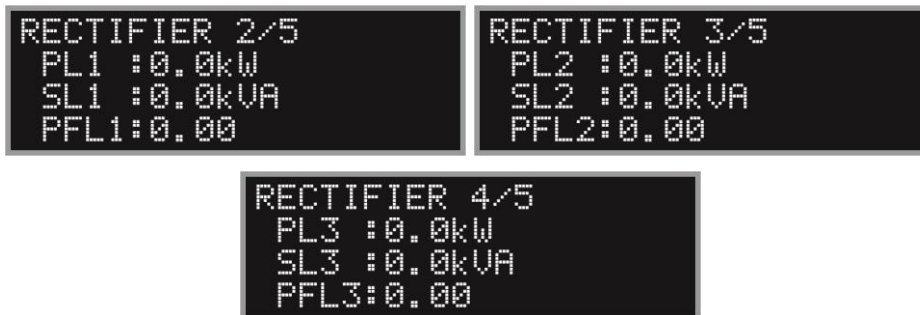 RECTIFIER 2/5
PL1 :0.0kW
SL1 :0.0kVA
PFL1:0.00
RECTIFIER 3/5
PL2 :0.0kW
SL2 :0.0kVA
PFL2:0.00
RECTIFIER 4/5
PL3 :0.0kW
SL3 :0.0kVA
PFL3:0.00